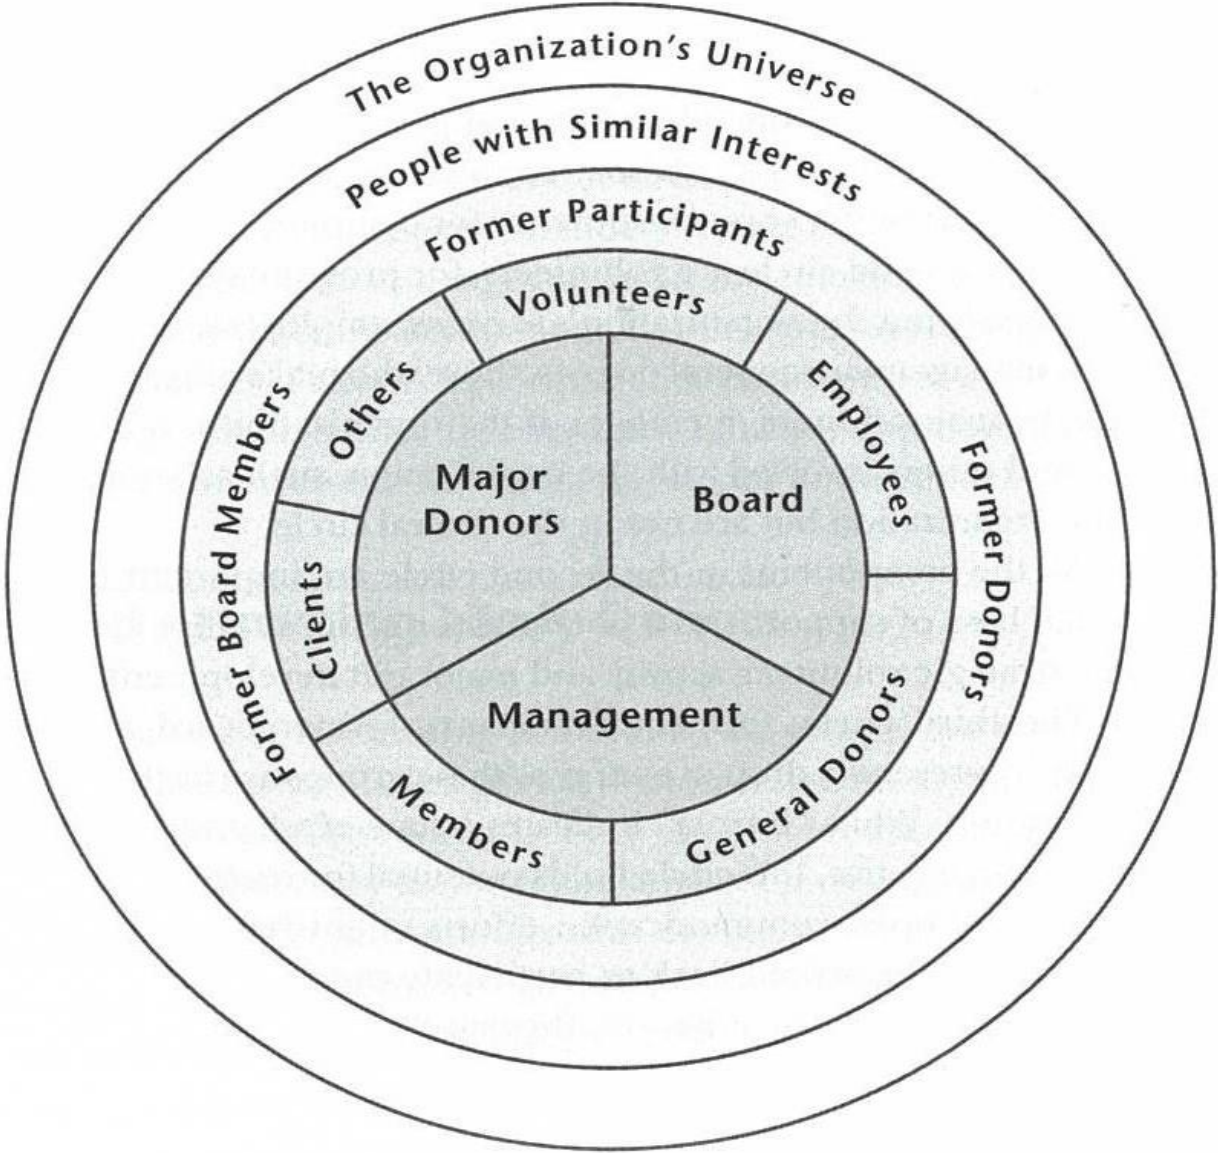 The Organization's Universe
People with Similar Interests
Former Participants
Former Board Members
Former Donors
Volunteers
Others
Employees
Clients
Members
General Donors
Major
Donors
Board
Management